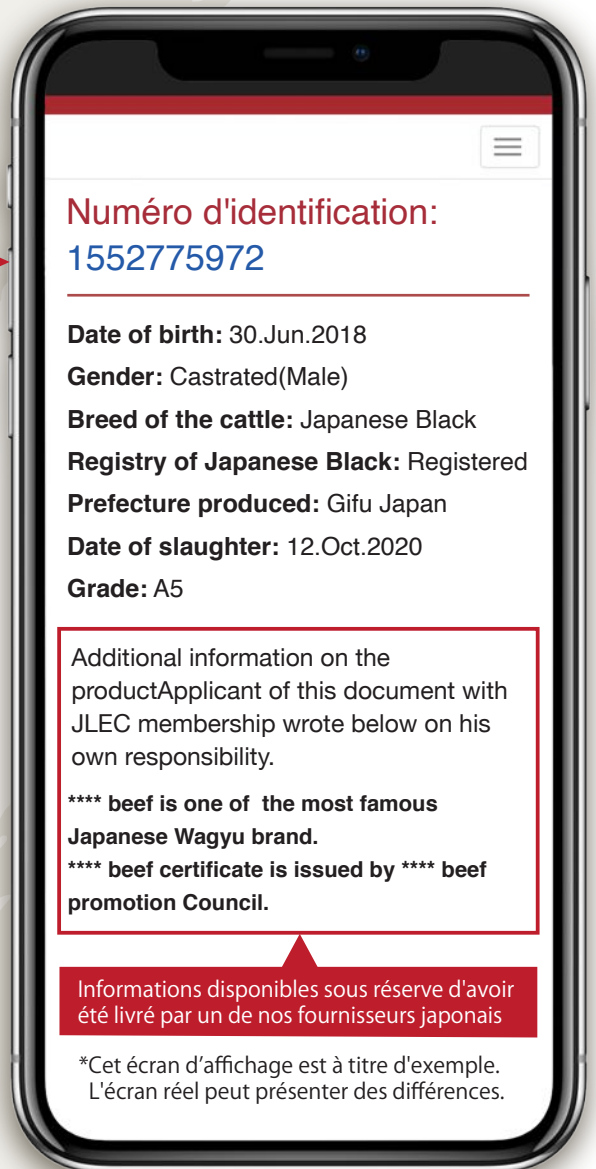 Numéro d'identification:
1552775972
Date of birth: 30.Jun.2018
Gender: Castrated(Male)
Breed of the cattle: Japanese Black
Registry of Japanese Black: Registered
Prefecture produced: Gifu Japan
Date of slaughter: 12.Oct.2020
Grade: A5
Additional information on the
productApplicant of this document with
JLEC membership wrote below on his
own responsibility.
**** beef is one of the most famous
Japanese Wagyu brand.
**** beef certificate is issued by **** beef
promotion Council.
Informations disponibles sous réserve d'avoir
été livré par un de nos fournisseurs japonais
*Cet écran d’affichage est à titre d'exemple.
L'écran réel peut présenter des différences.